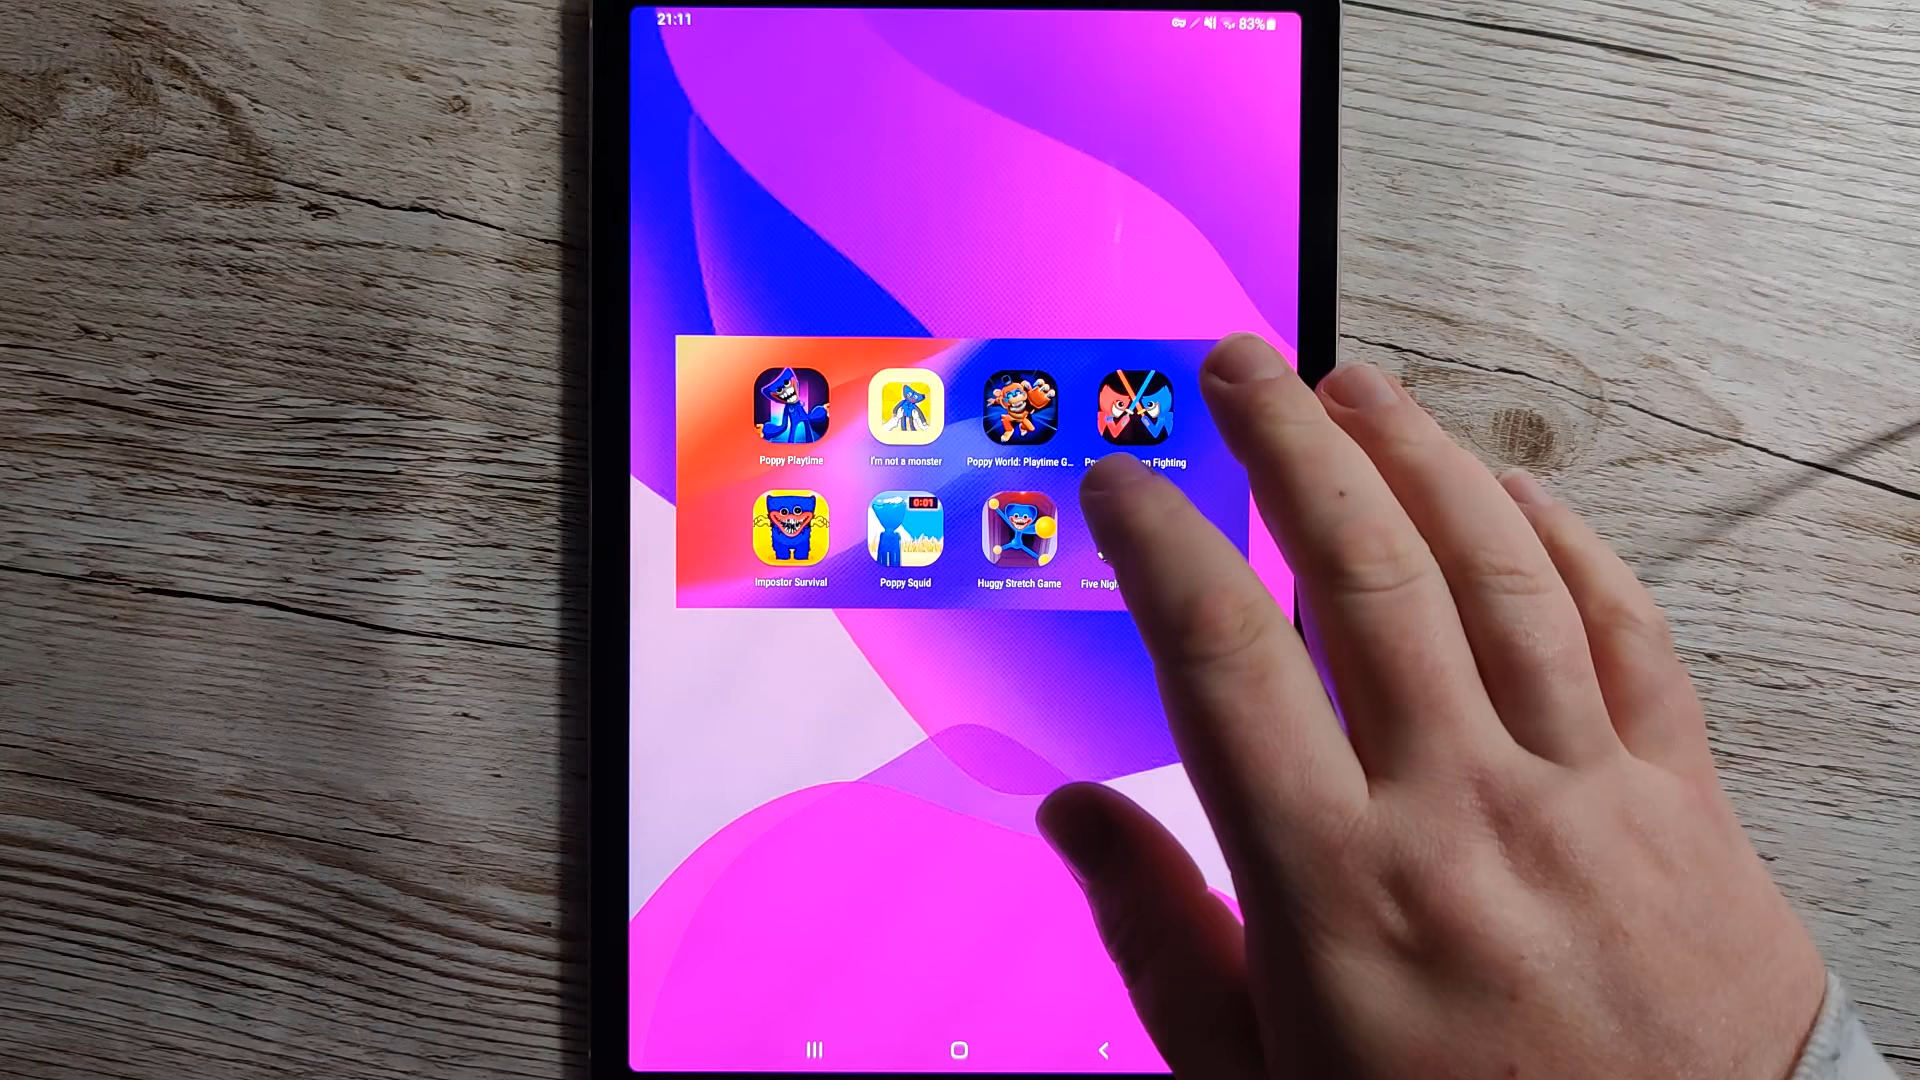 21:11
83%
Poppy Playtime
I'm not a monster
Poppy World: Playtime G...
Fighting
0:01
Impostor Survival
Poppy Squid
Huggy Stretch Game
Five